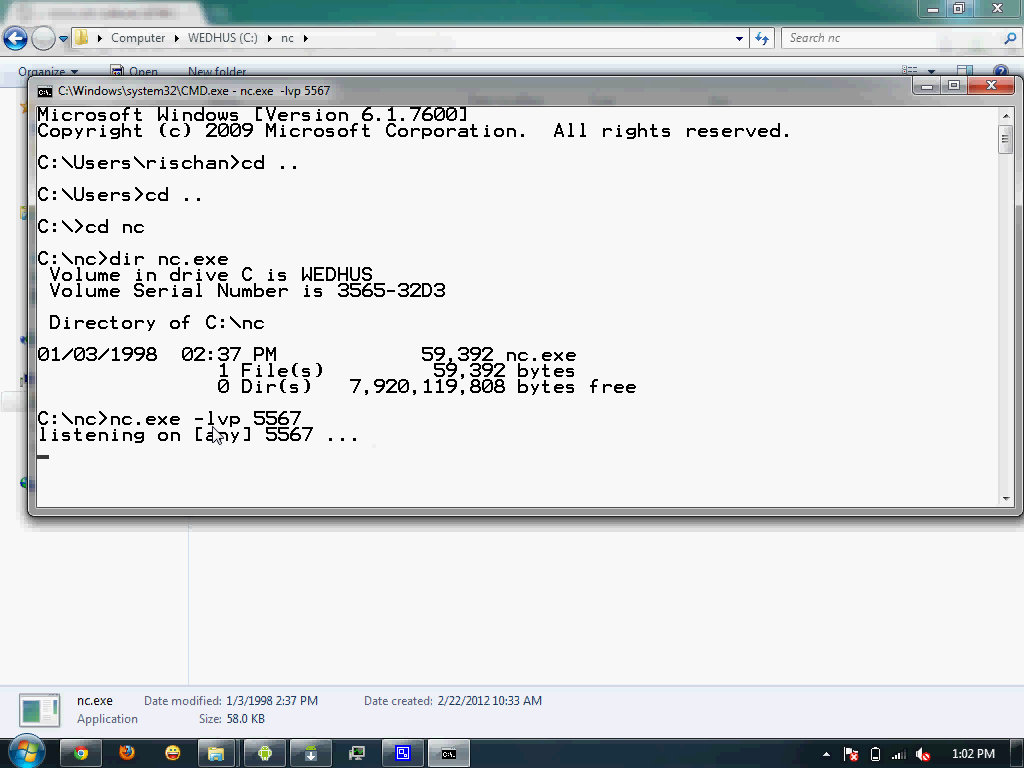 Computer WEDHUS (C:) nc Search nc
Organize Open New folder
C:\Windows\system32\CMD.exe - nc.exe -lvp 5567
Microsoft Windows [Version 6.1.7600]
Copyright (c) 2009 Microsoft Corporation.  All rights reserved.
C:\Users\rischan>cd ..
C:\Users>cd ..
C:\>cd nc
C:\nc>dir nc.exe
Volume in drive C is WEDHUS
Volume Serial Number is 3565-32D3
Directory of C:\nc
01/03/1998  02:37 PM            59,392 nc.exe
1 File(s)         59,392 bytes
0 Dir(s)   7,920,119,808 bytes free
C:\nc>nc.exe -lvp 5567
listening on [any] 5567 ...
nc.exe Date modified: 1/3/1998 2:37 PM Date created: 2/22/2012 10:33 AM
Application Size: 58.0 KB
1:02 PM